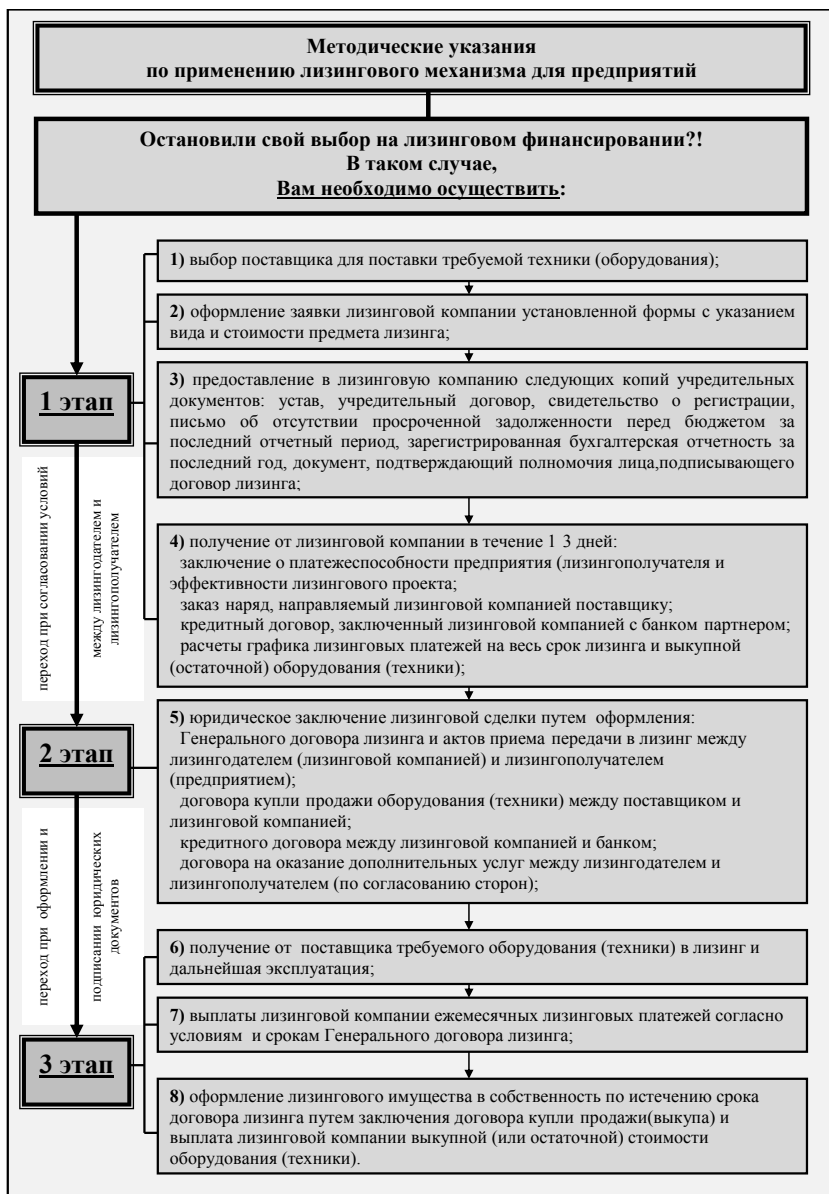 Методические указания
по применению лизингового механизма для предприятий
Остановили свой выбор на лизинговом финансировании?!
В таком случае,
Вам необходимо осуществить:
1) выбор поставщика для поставки требуемой техники (оборудования);
2) оформление заявки лизинговой компании установленной формы с указанием
вида и стоимости предмета лизинга;
1 этап
3) предоставление в лизинговую компанию следующих копий учредительных
документов: устав, учредительный договор, свидетельство о регистрации,
письмо об отсутствии просроченной задолженности перед бюджетом за
последний отчетный период, зарегистрированная бухгалтерская отчетность за
последний год, документ, подтверждающий полномочия лица,подписывающего
договор лизинга;
переход при согласовании условий
между лизингодателем и
лизингополучателем
4) получение от лизинговой компании в течение 1 3 дней:
заключение о платежеспособности предприятия (лизингополучателя и
эффективности лизингового проекта;
заказ наряд, направляемый лизинговой компанией поставщику;
кредитный договор, заключенный лизинговой компанией с банком партнером;
расчеты графика лизинговых платежей на весь срок лизинга и выкупной
(остаточной) оборудования (техники);
2 этап
5) юридическое заключение лизинговой сделки путем оформления:
Генерального договора лизинга и актов приема передачи в лизинг между
лизингодателем (лизинговой компанией) и лизингополучателем
(предприятием);
договора купли продажи оборудования (техники) между поставщиком и
лизинговой компанией;
кредитного договора между лизинговой компанией и банком;
договора на оказание дополнительных услуг между лизингодателем и
лизингополучателем (по согласованию сторон);
переход при оформлении и
подписании юридических
документов
6) получение от поставщика требуемого оборудования (техники) в лизинг и
дальнейшая эксплуатация;
7) выплаты лизинговой компании ежемесячных лизинговых платежей согласно
условиям и срокам Генерального договора лизинга;
3 этап
8) оформление лизингового имущества в собственность по истечению срока
договора лизинга путем заключения договора купли продажи(выкупа) и
выплата лизинговой компании выкупной (или остаточной) стоимости
оборудования (техники).